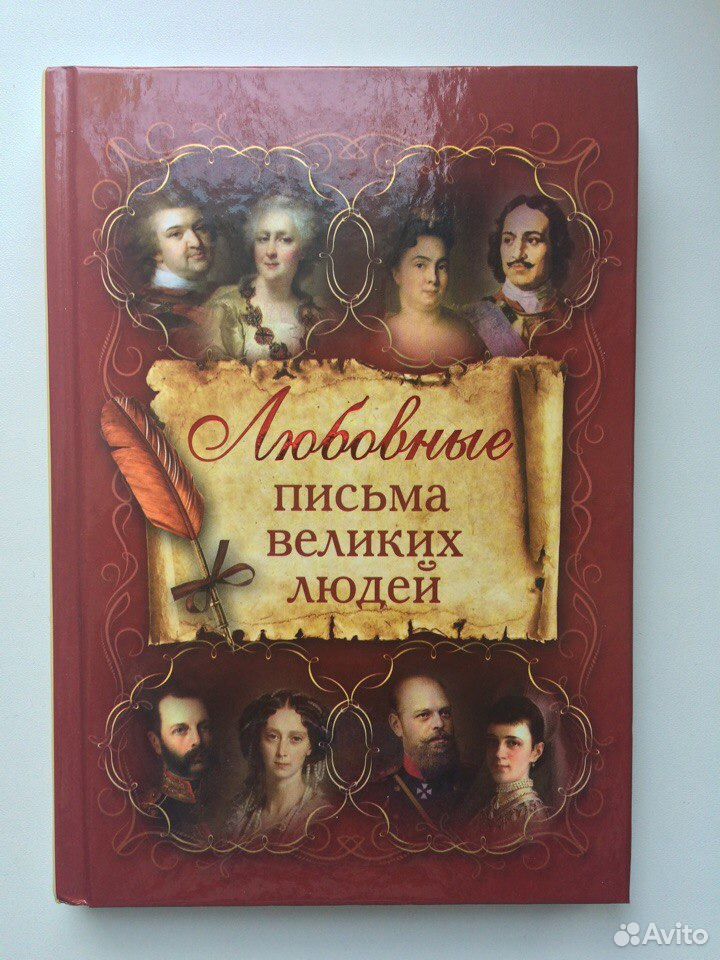 Любовные
письма
великих
людей
Avito